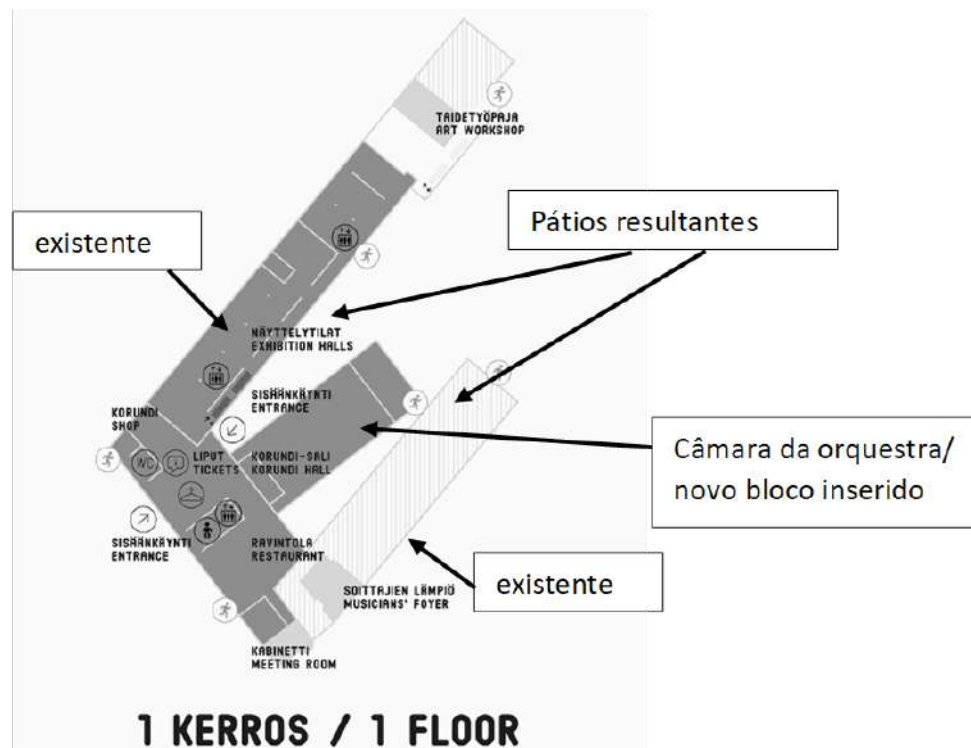 TAIDETYÖPAJA
ART WORKSHOP
Pátios resultantes
existente
NÄYTTELYTILAT
EXHIBITION HALLS
SISÄÄNKÄYNTI
ENTRANCE
KORUNDI
SHOP
WC
LIPUT
TICKETS
KORUNDI-SALI
KORUNDI HALL
Câmara da orquestra/
novo bloco inserido
SISÄÄNKÄYNTI
ENTRANCE
RAVINTOLA
RESTAURANT
existente
SOITTAJIEN LÄMPIÖ
MUSICIANS' FOYER
KABINETTI
MEETING ROOM
1 KERROS / 1 FLOOR